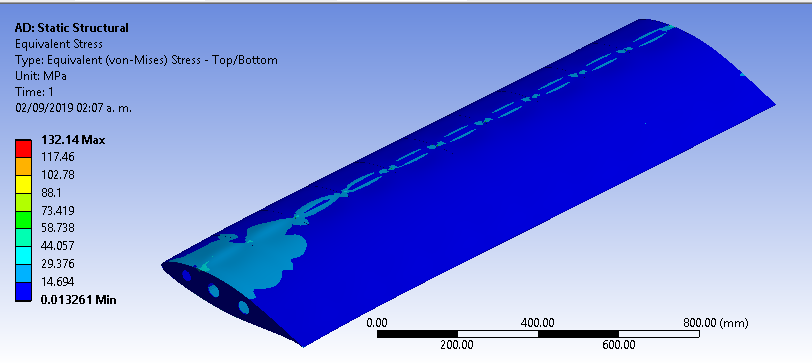 AD: Static Structural
Equivalent Stress
Type: Equivalent (von-Mises) Stress - Top/Bottom
Unit: MPa
Time: 1
02/09/2019 02:07 a. m.
132.14 Max
117.46
102.78
88.1
73.419
58.738
44.057
29.376
14.694
0.013261 Min
0.00 400.00 800.00 (mm)
200.00 600.00